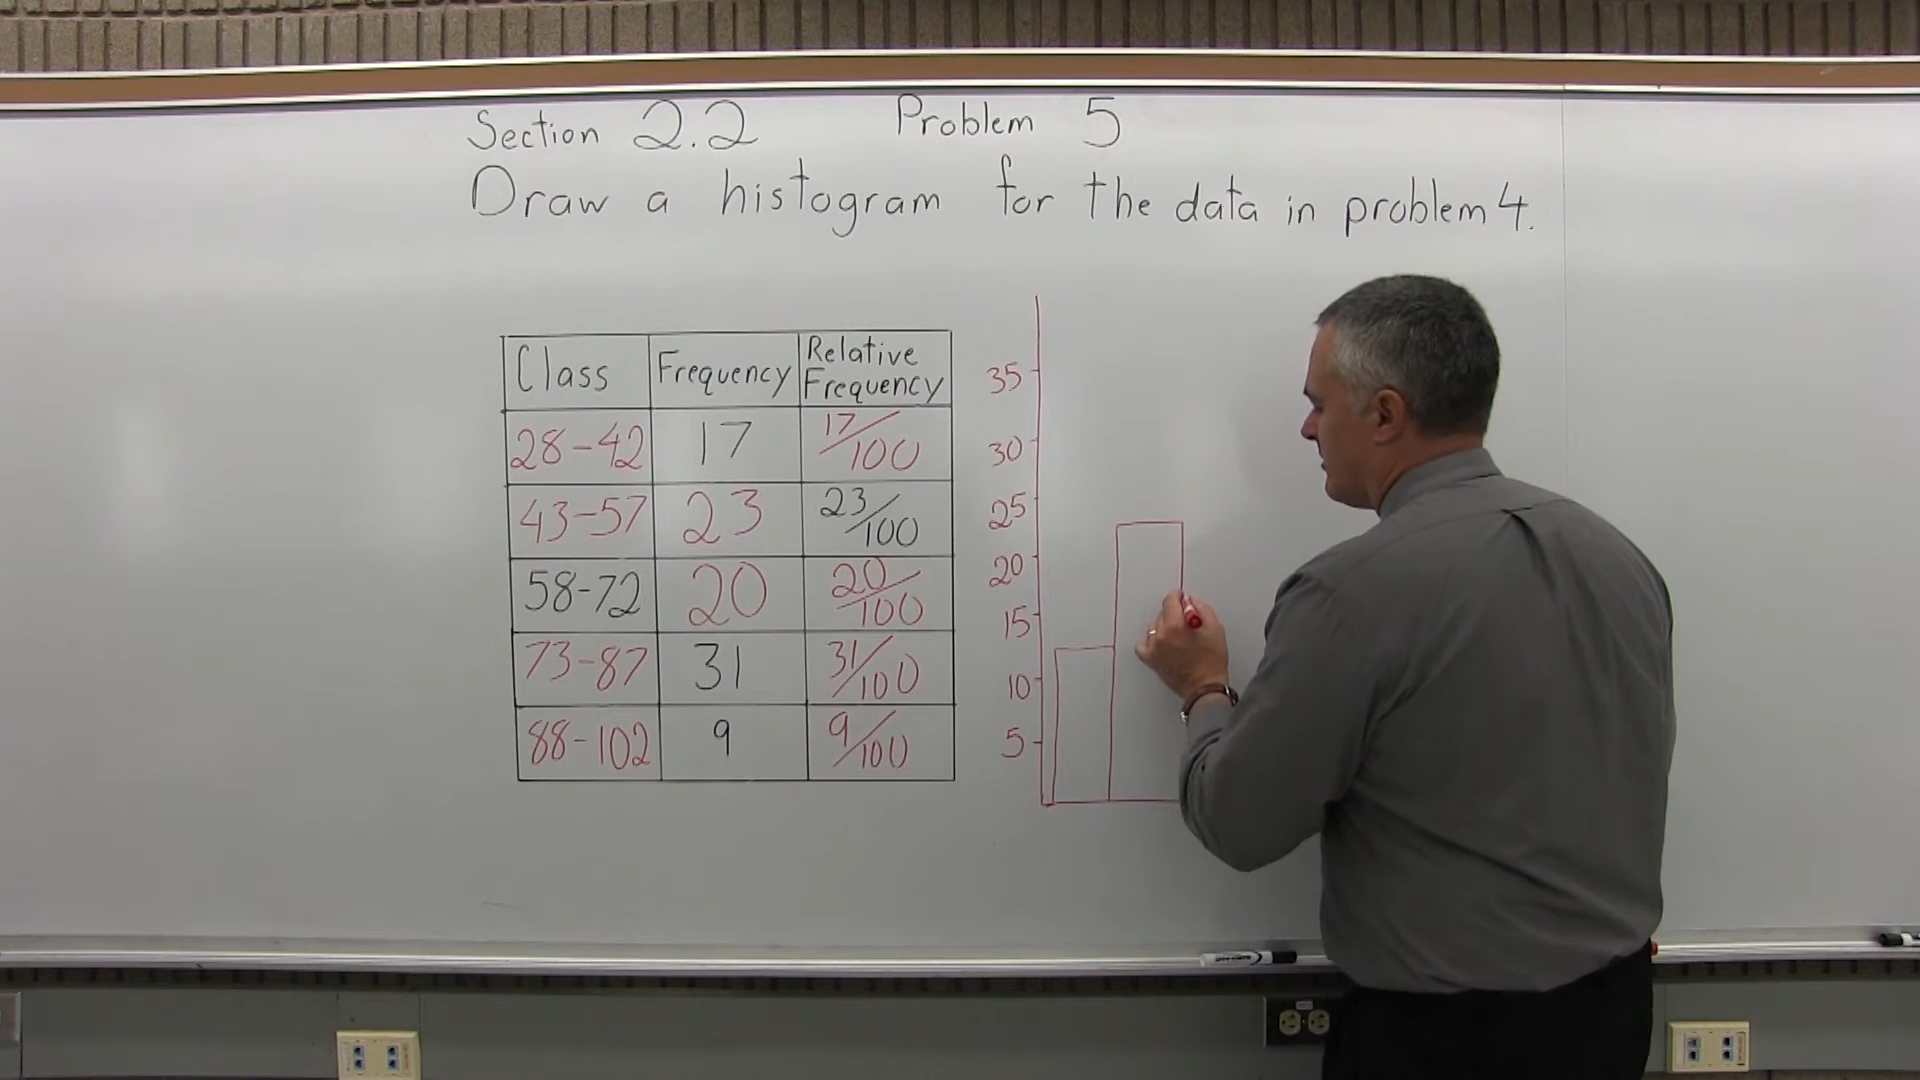 Section 2.2 Problem 5
Draw a histogram for the data in problem 4.
Class Frequency Relative Frequency
28-42 17 17/100
43-57 23 23/100
58-72 20 20/100
73-87 31 31/100
88-102 9 9/100
35
30
25
20
15
10
5